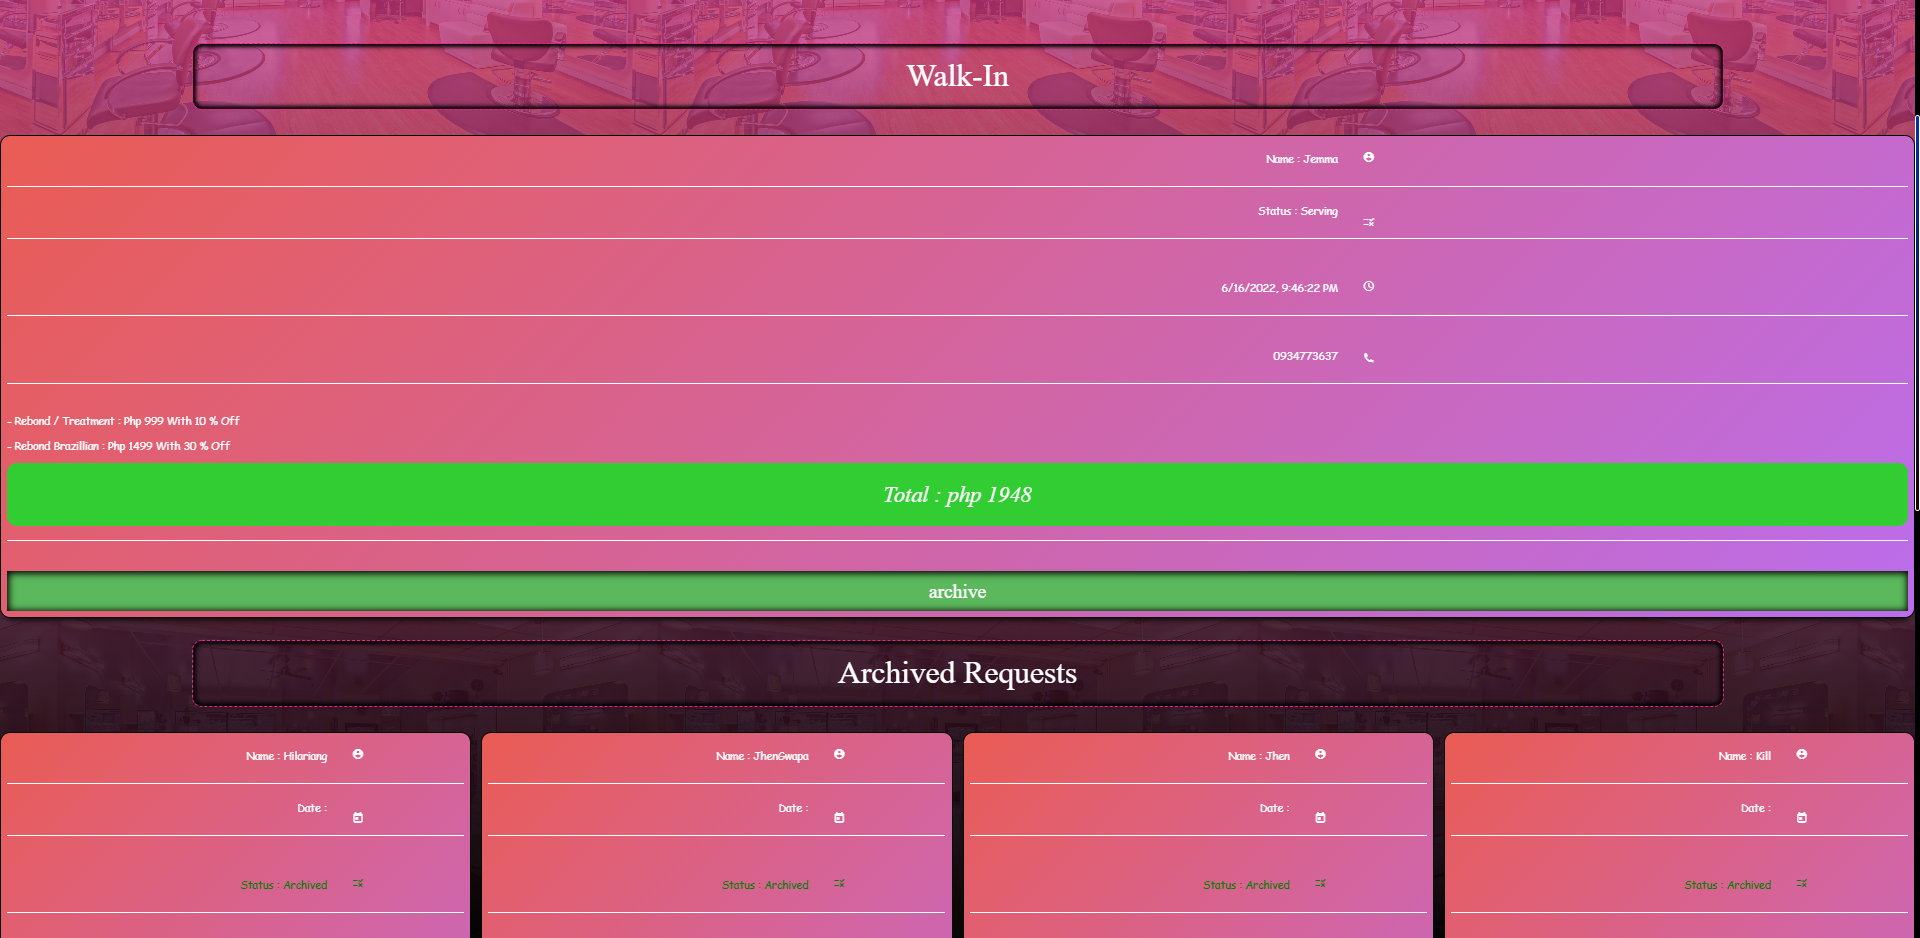 Walk-In
Name : Jemma
Status : Serving
6/16/2022, 9:46:22 PM
0934773637
- Rebond / Treatment : Php 999 With 10 % Off
- Rebond Brazillian : Php 1499 With 30 % Off
Total : php 1948
archive
Archived Requests
Name : Hilariang
Date :
Status : Archived
Name : JhenGwapa
Date :
Status : Archived
Name : Jhen
Date :
Status : Archived
Name : Kill
Date :
Status : Archived